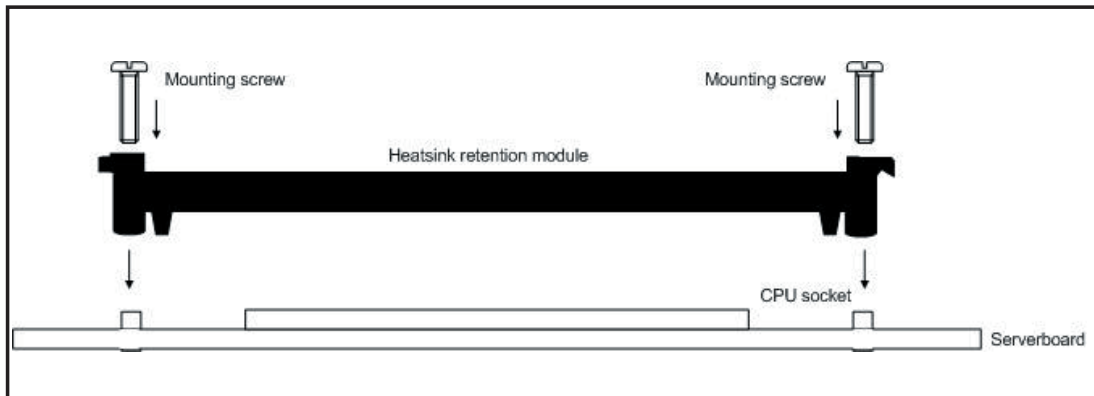 Mounting screw
Mounting screw
Heatsink retention module
CPU socket
Serverboard